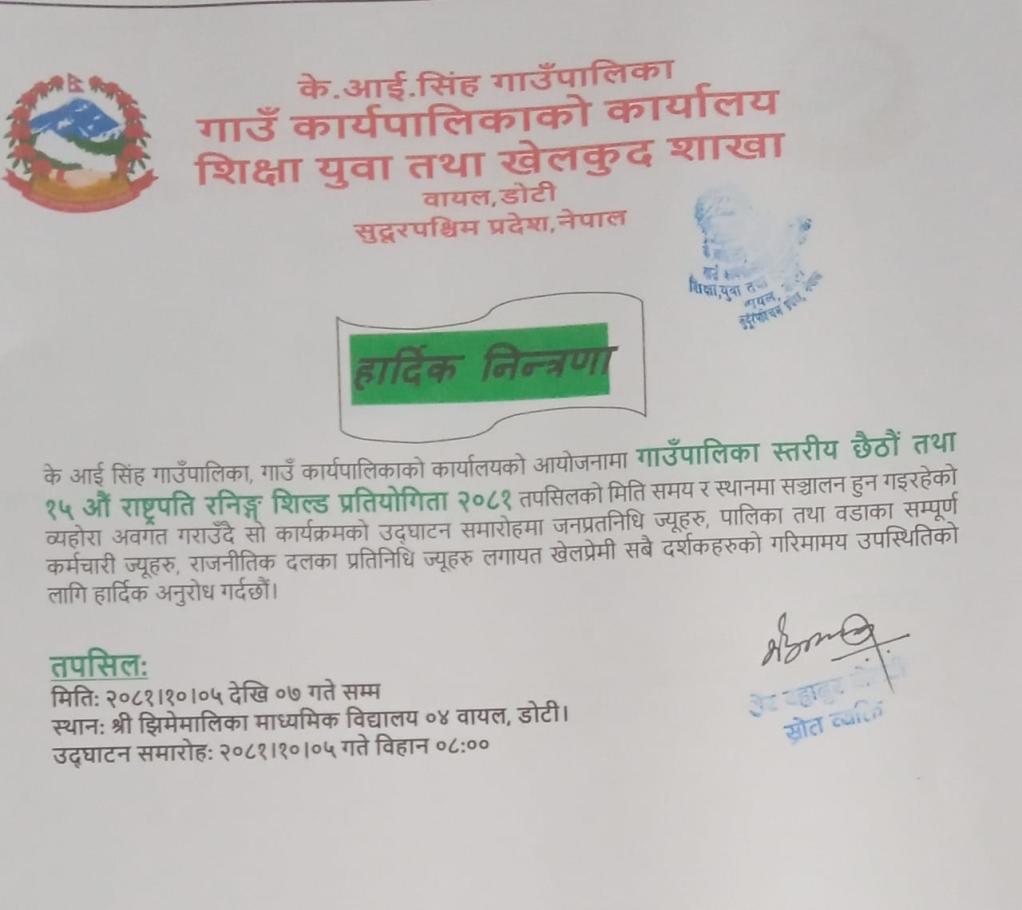 के.आई.सिंह गाउँपालिका
गाउँ कार्यपालिकाको कार्यालय
शिक्षा युवा तथा खेलकुद शाखा
वायल,डोटी
सुदूरपश्चिम प्रदेश,नेपाल
शिक्षा,युवा
हार्दिक निन्त्रणा
के आई सिंह गाउँपालिका, गाउँ कार्यपालिकाको कार्यालयको आयोजनामा गाउँपालिका स्तरीय छैठौं तथा
१५ औं राष्ट्रपति रनिङ्ग शिल्ड प्रतियोगिता २०८१ तपसिलको मिति समय र स्थानमा सञ्चालन हुन गइरहेको
व्यहोरा अवगत गराउँदै सो कार्यक्रमको उद्घाटन समारोहमा जनप्रतनिधि ज्यूहरु, पालिका तथा वडाका सम्पूर्ण
कर्मचारी ज्यूहरु, राजनीतिक दलका प्रतिनिधि ज्यूहरु लगायत खेलप्रेमी सबै दर्शकहरुको गरिमामय उपस्थितिको
लागि हार्दिक अनुरोध गर्दछौं।
तपसिल:
मिति: २०८१।१०।०५ देखि ०७ गते सम्म
स्थान: श्री झिमेमालिका माध्यमिक विद्यालय ०४ वायल, डोटी।
उद्घाटन समारोह: २०८१।१०।०५ गते विहान ०८:००
स्रोत व्यक्ति